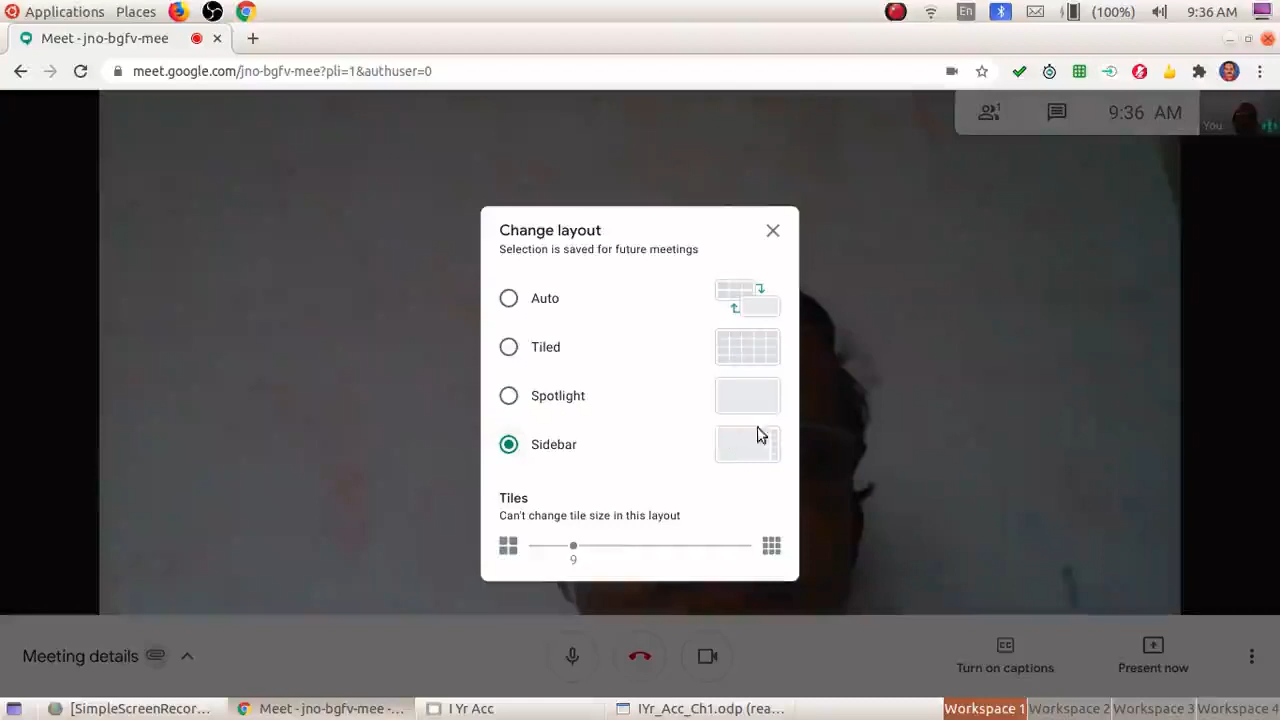 Applications Places En (100%) 9:36 AM
Meet - jno-bgfv-mee
meet.google.com/jno-bgfv-mee?pli=1&authuser=0
1 9:36 AM You
Change layout
Selection is saved for future meetings
Auto
Tiled
Spotlight
Sidebar
Tiles
Can't change tile size in this layout
9
Meeting details Turn on captions Present now
[SimpleScreenRecor... Meet - jno-bgfv-mee -... I Yr Acc IYr_Acc_Ch1.odp (rea... Workspace 1 Workspace 2 Workspace 3 Workspace 4